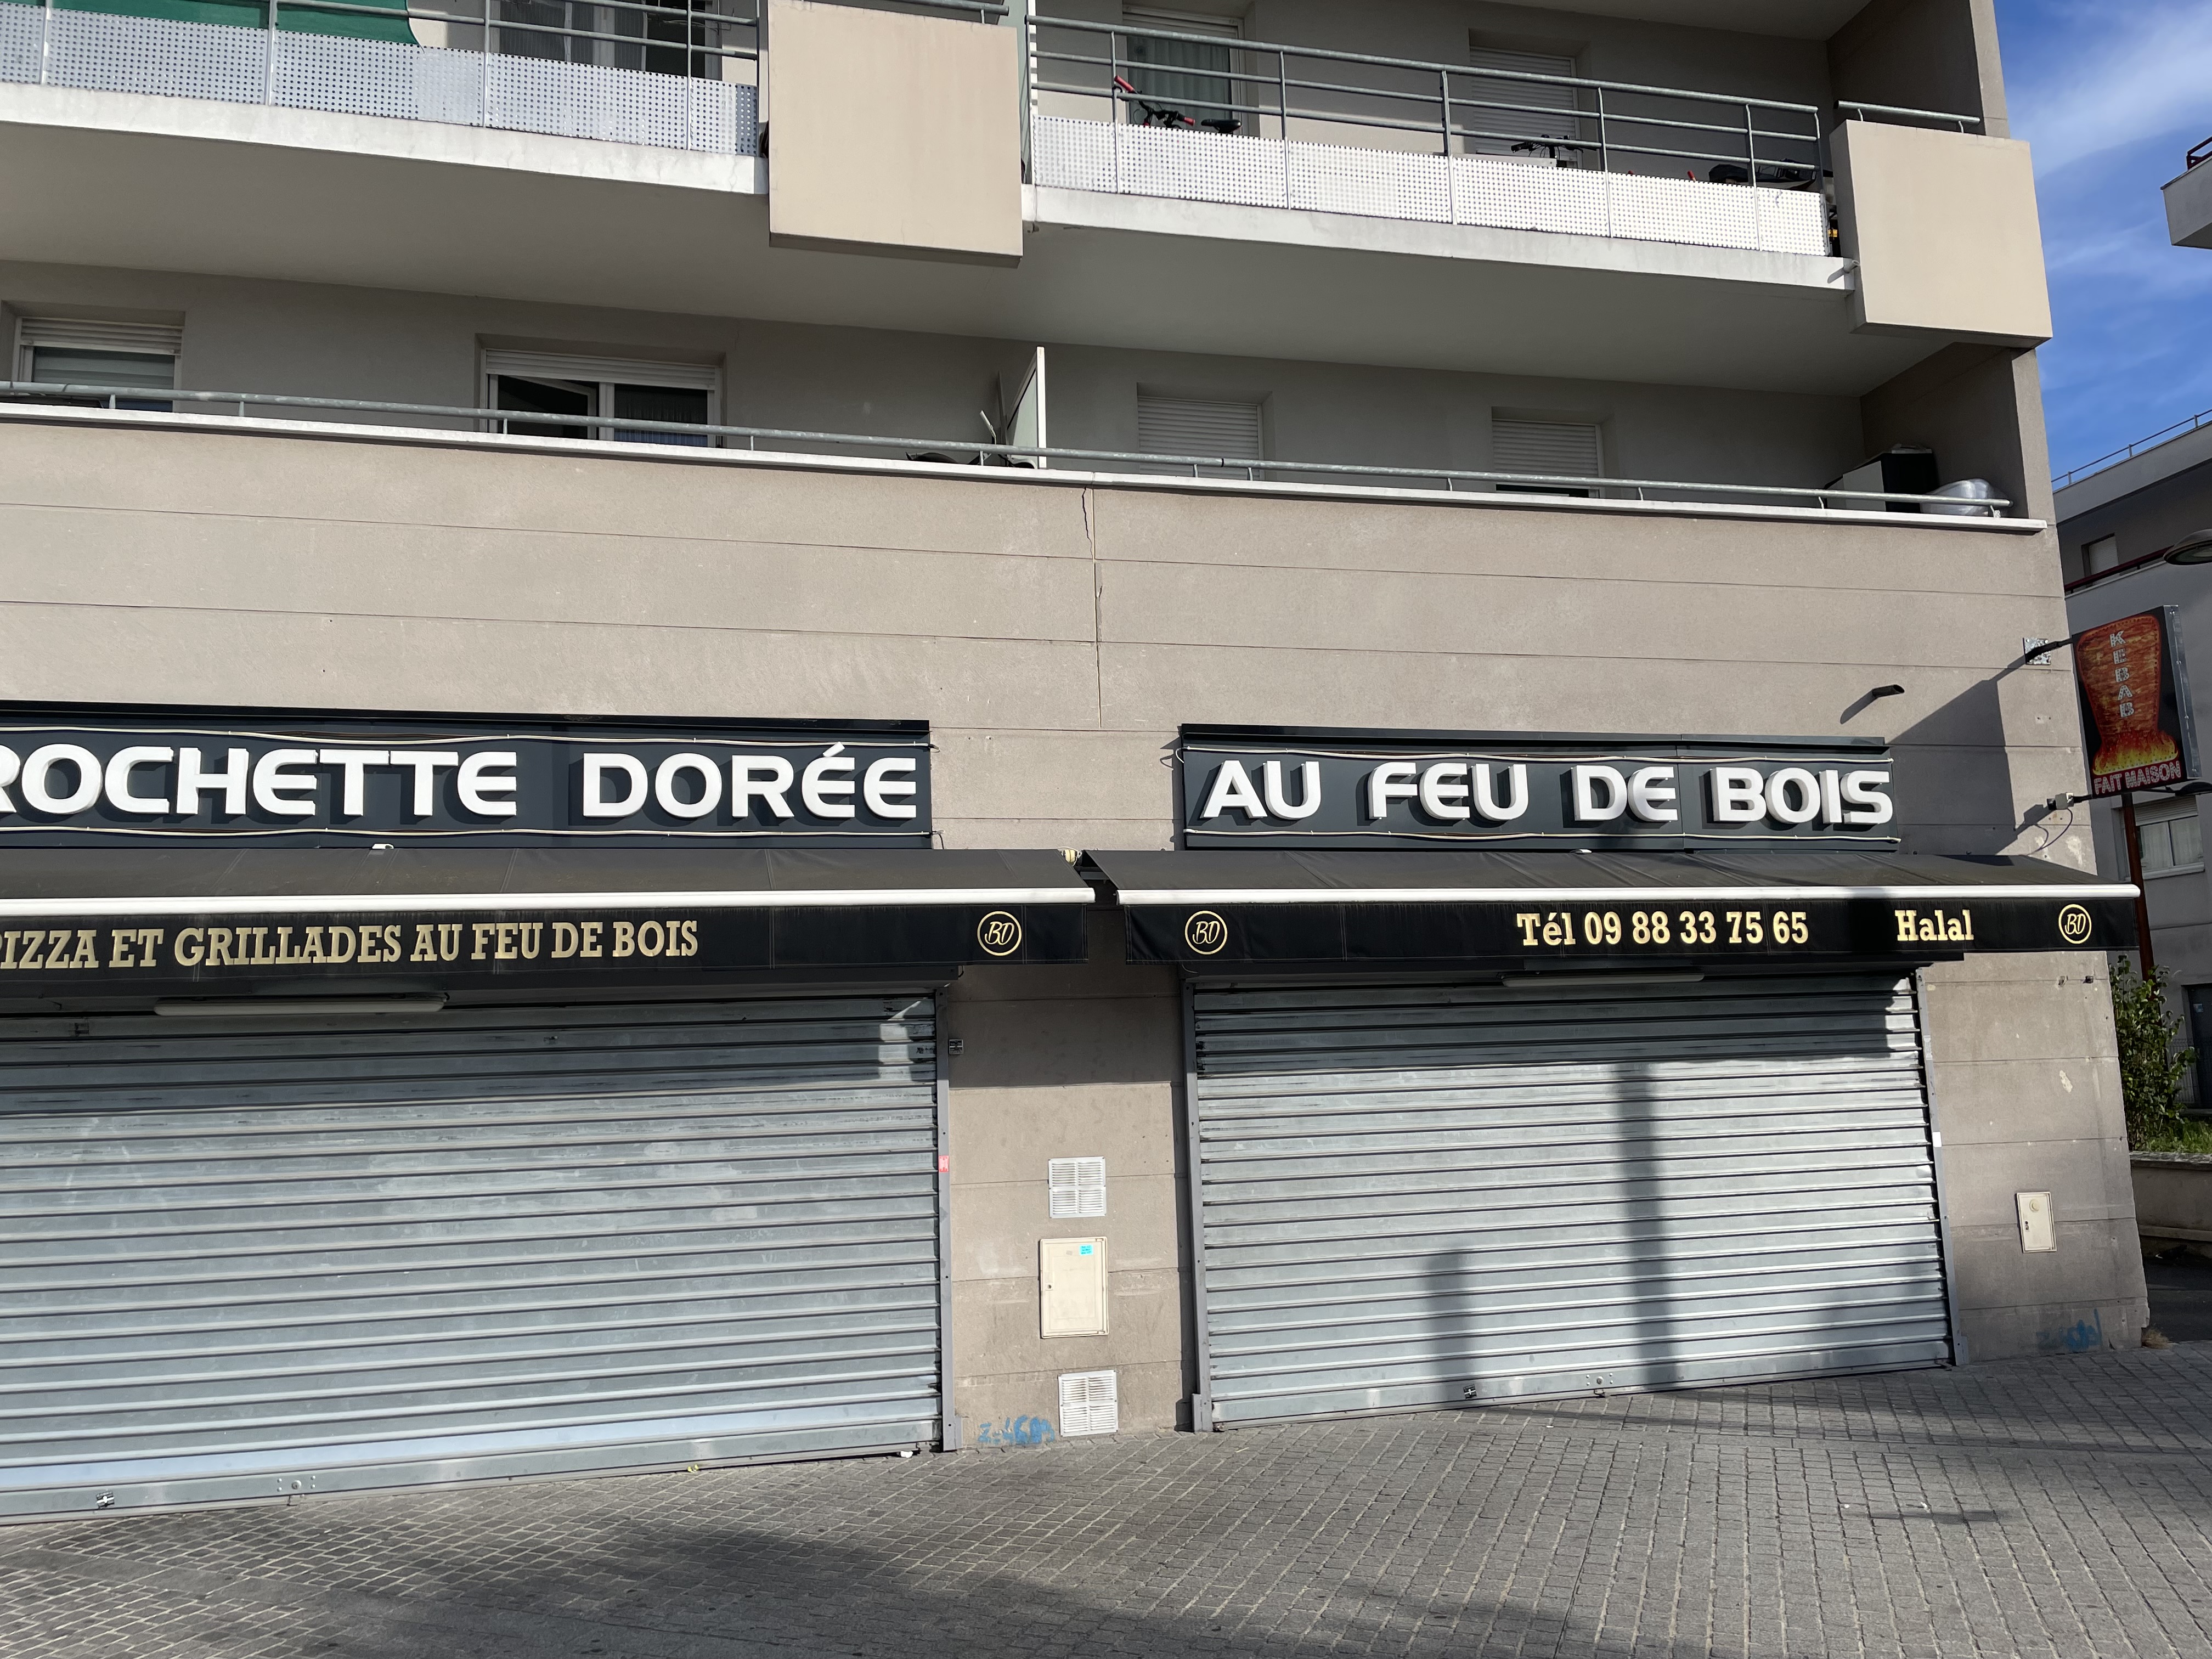 ROCHETTE DORÉE
AU FEU DE BOIS
KEBAB
FAIT MAISON
PIZZA ET GRILLADES AU FEU DE BOIS
BD
BD
Tél 09 88 33 75 65
Halal
BD